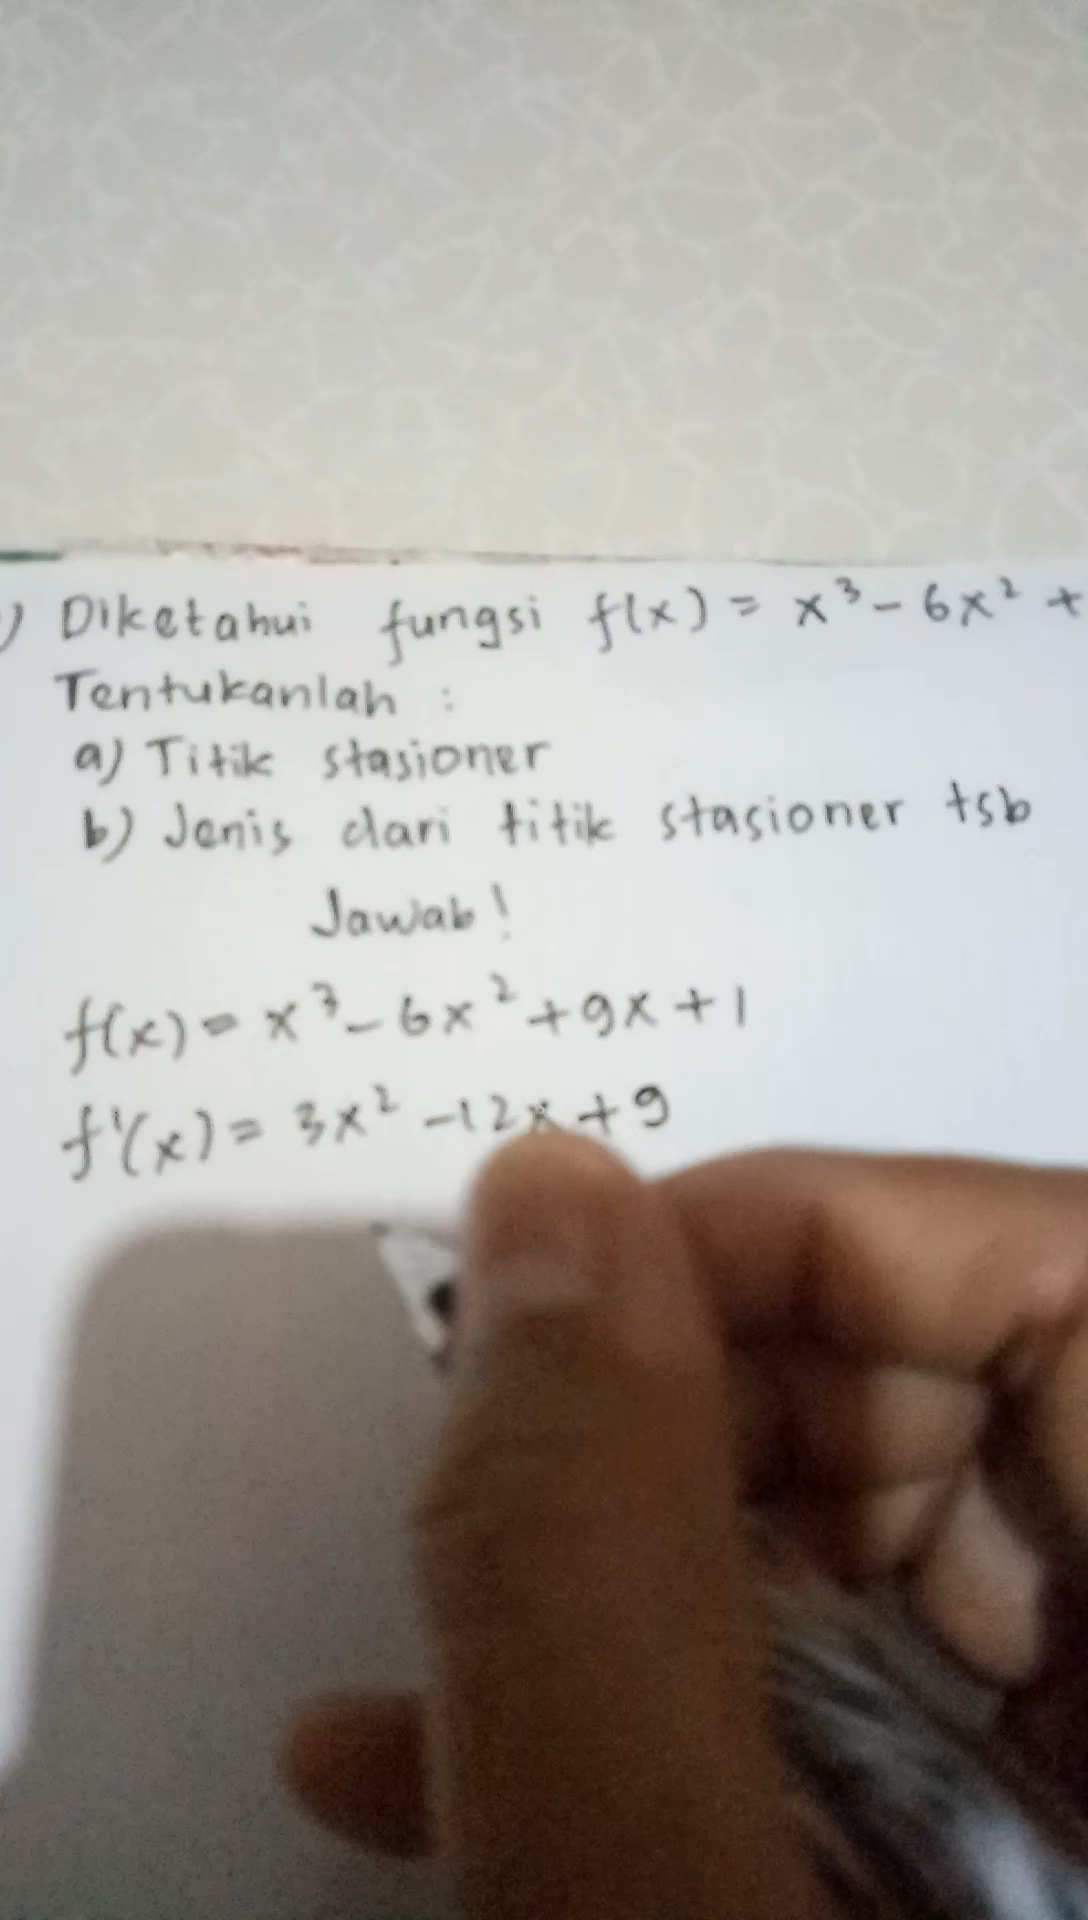 ) Diketahui fungsi f(x) = x³ - 6x² +
Tentukanlah :
a) Titik stasioner
b) Jenis dari titik stasioner tsb
Jawab !
f(x) = x³ - 6x² + 9x + 1
f'(x) = 3x² - 12x + 9